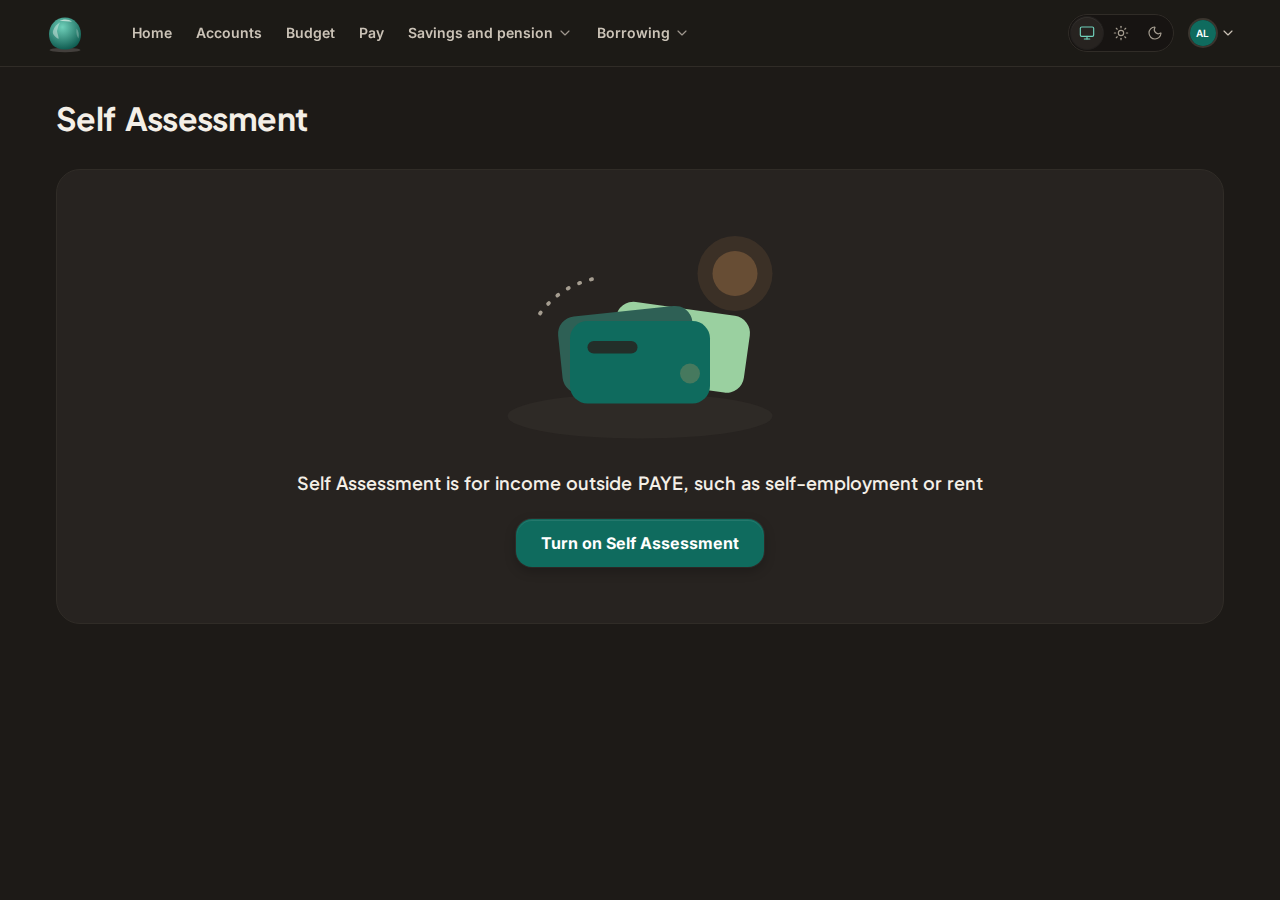 Home Accounts Budget Pay Savings and pension Borrowing AL
Self Assessment
Self Assessment is for income outside PAYE, such as self-employment or rent
Turn on Self Assessment